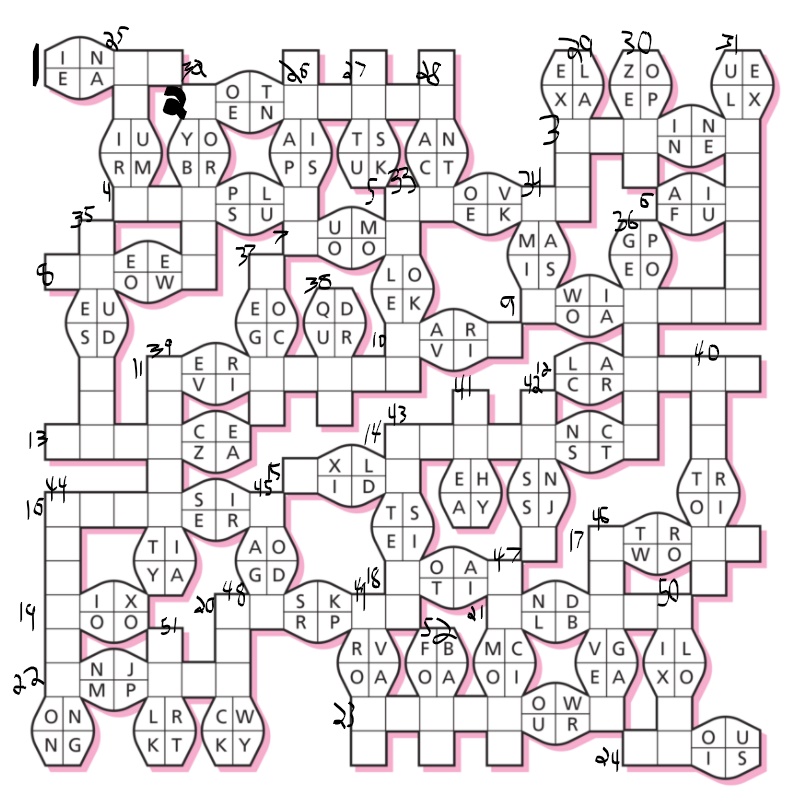 1 I N 25 E L 29 Z O 30 U E 31
E A 32 O T 26 27 28 X A E P L X
2 E N 3 I N
I U Y O A I T S A N N E
R M B R P S U K C T
4 P L 5 33 O V 34 6 A I
35 S U U M E K 36 F U
E E 37 7 O O M A G P
8 O W L O I S E O
E U E O 38 Q D E K 9 W I
S D G C U R 10 A R O A
11 39 E R V I 12 L A 40
V I 41 42 C R
13 C E 14 43 N C
Z A 15 X L S T
16 44 S I 45 I D E H S N T R
E R T S A Y S J O I
T I A O E I 17 46 T R
Y A G D O A 47 W O
I X 20 48 S K 49 18 T I N D 50
19 O O 51 R P 21 L B
N J R V 52 F B M C V G I L
22 M P O A O A O I E A X O
O N L R C W 23 O W
N G K T K Y U R 24 O U
I S